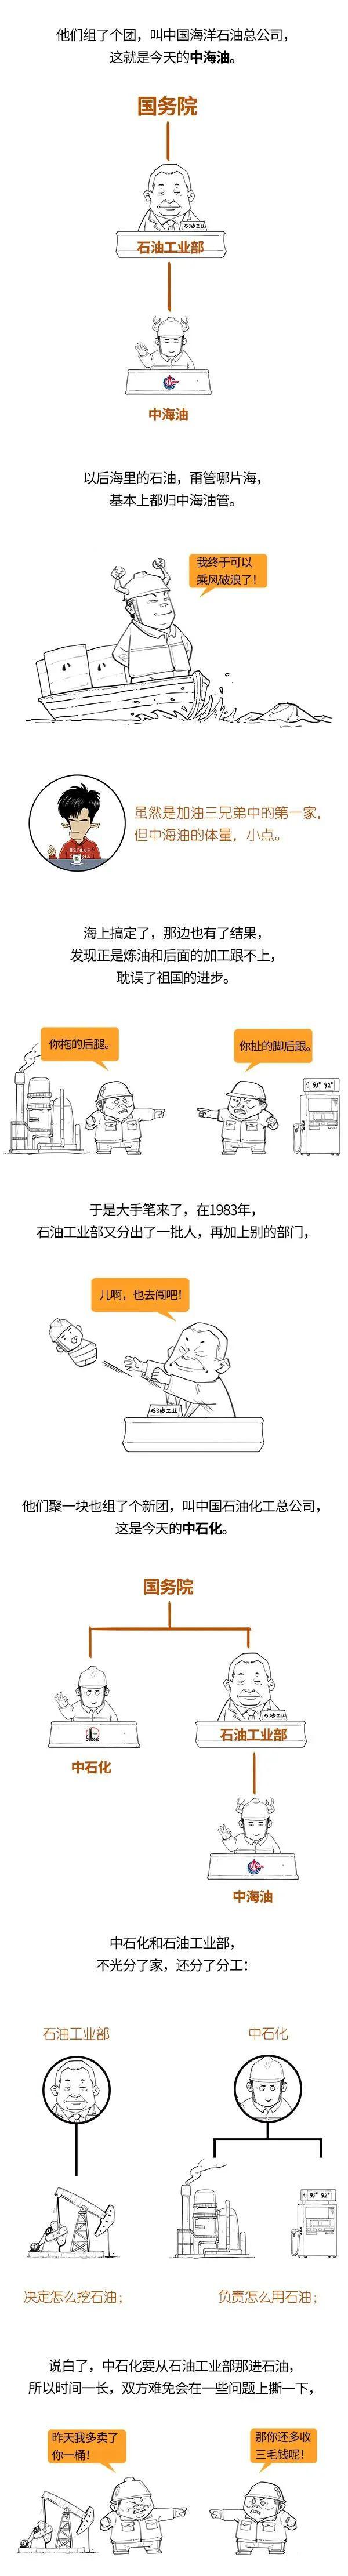 他们组了个团，叫中国海洋石油总公司，
这就是今天的中海油。
国务院
石油工业
石油工业部
中海油
以后海里的石油，甭管哪片海，
基本上都归中海油管。
我终于可以
乘风破浪了！
虽然是加油三兄弟中的第一家，
但中海油的体量，小点。
海上搞定了，那边也有了结果，
发现正是炼油和后面的加工跟不上，
耽误了祖国的进步。
你拖的后腿。
你扯的脚后跟。
93° 92°
于是大手笔来了，在1983年，
石油工业部又分出了一批人，再加上别的部门，
儿啊，也去闯吧！
石油工业
他们聚一块也组了个新团，叫中国石油化工总公司，
这是今天的中石化。
国务院
中石化
石油工业
石油工业部
中海油
中石化和石油工业部，
不光分了家，还分了分工：
石油工业部
中石化
93° 92°
决定怎么挖石油；
负责怎么用石油；
说白了，中石化要从石油工业部那进石油，
所以时间一长，双方难免会在一些问题上撕一下，
昨天我多卖了
你一桶！
那你还多收
三毛钱呢！